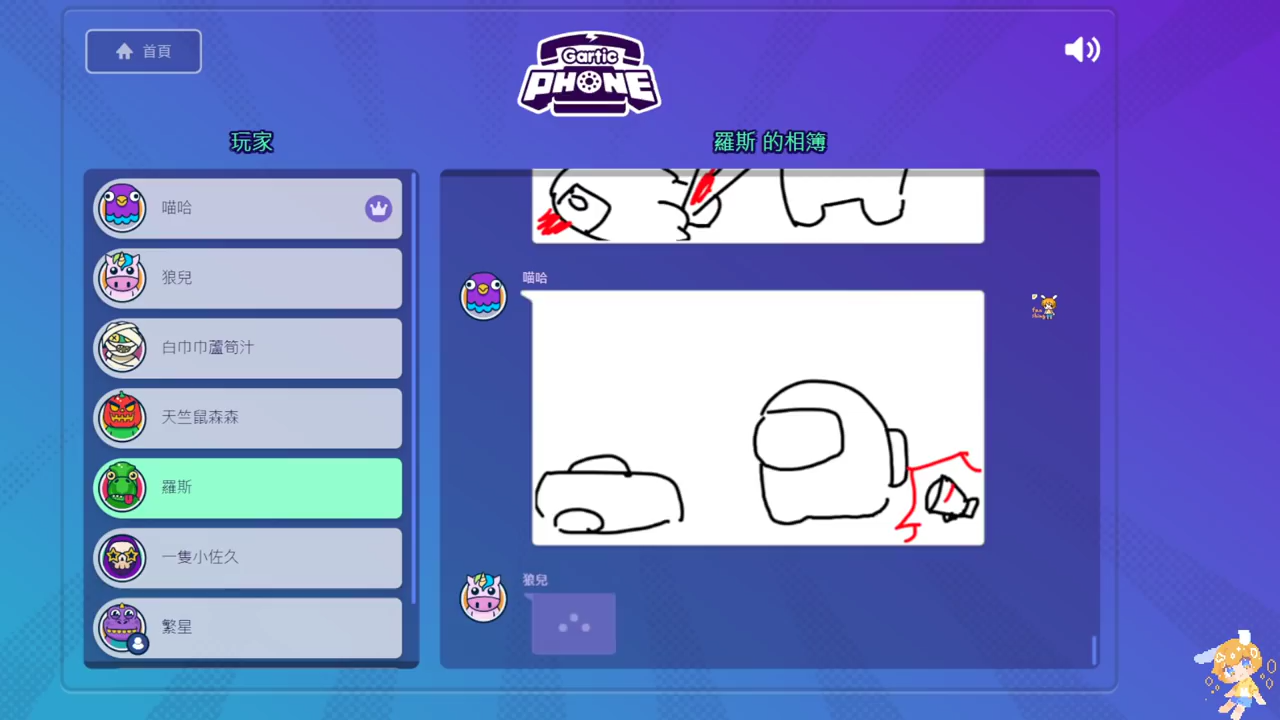 首頁
Gartic
PHONE
玩家
喵哈
狼兒
白巾巾蘆筍汁
天竺鼠森森
羅斯
一隻小佐久
繁星
羅斯 的相簿
喵哈
狼兒